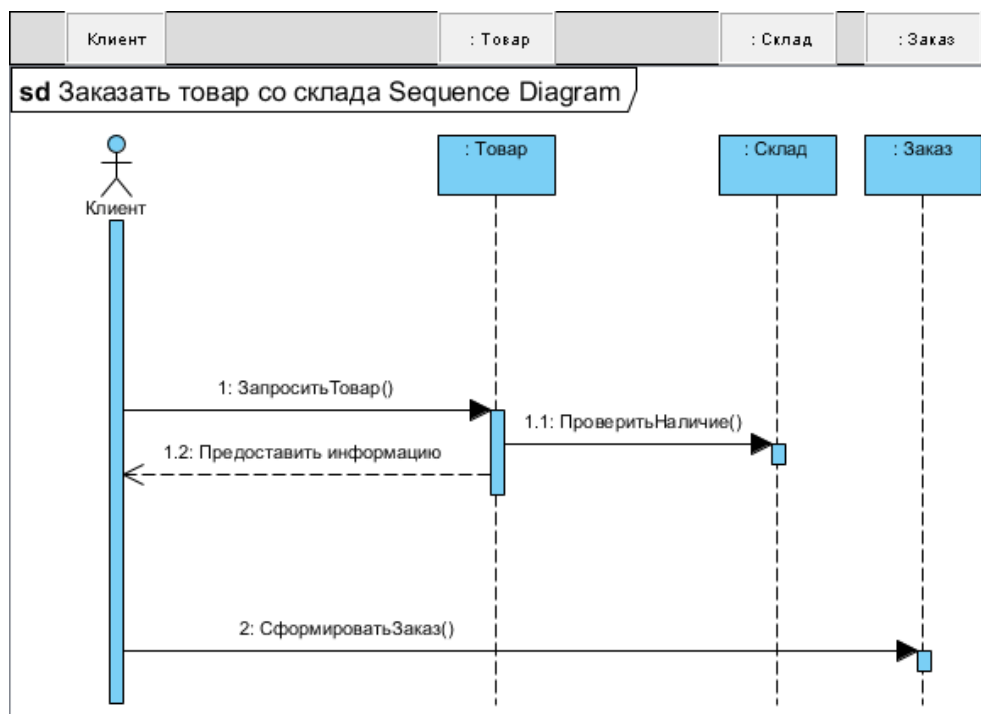 Клиент
: Товар
: Склад
: Заказ
sd Заказать товар со склада Sequence Diagram
: Товар
: Склад
: Заказ
Клиент
1: ЗапроситьТовар()
1.1: ПроверитьНаличие()
1.2: Предоставить информацию
2: СформироватьЗаказ()